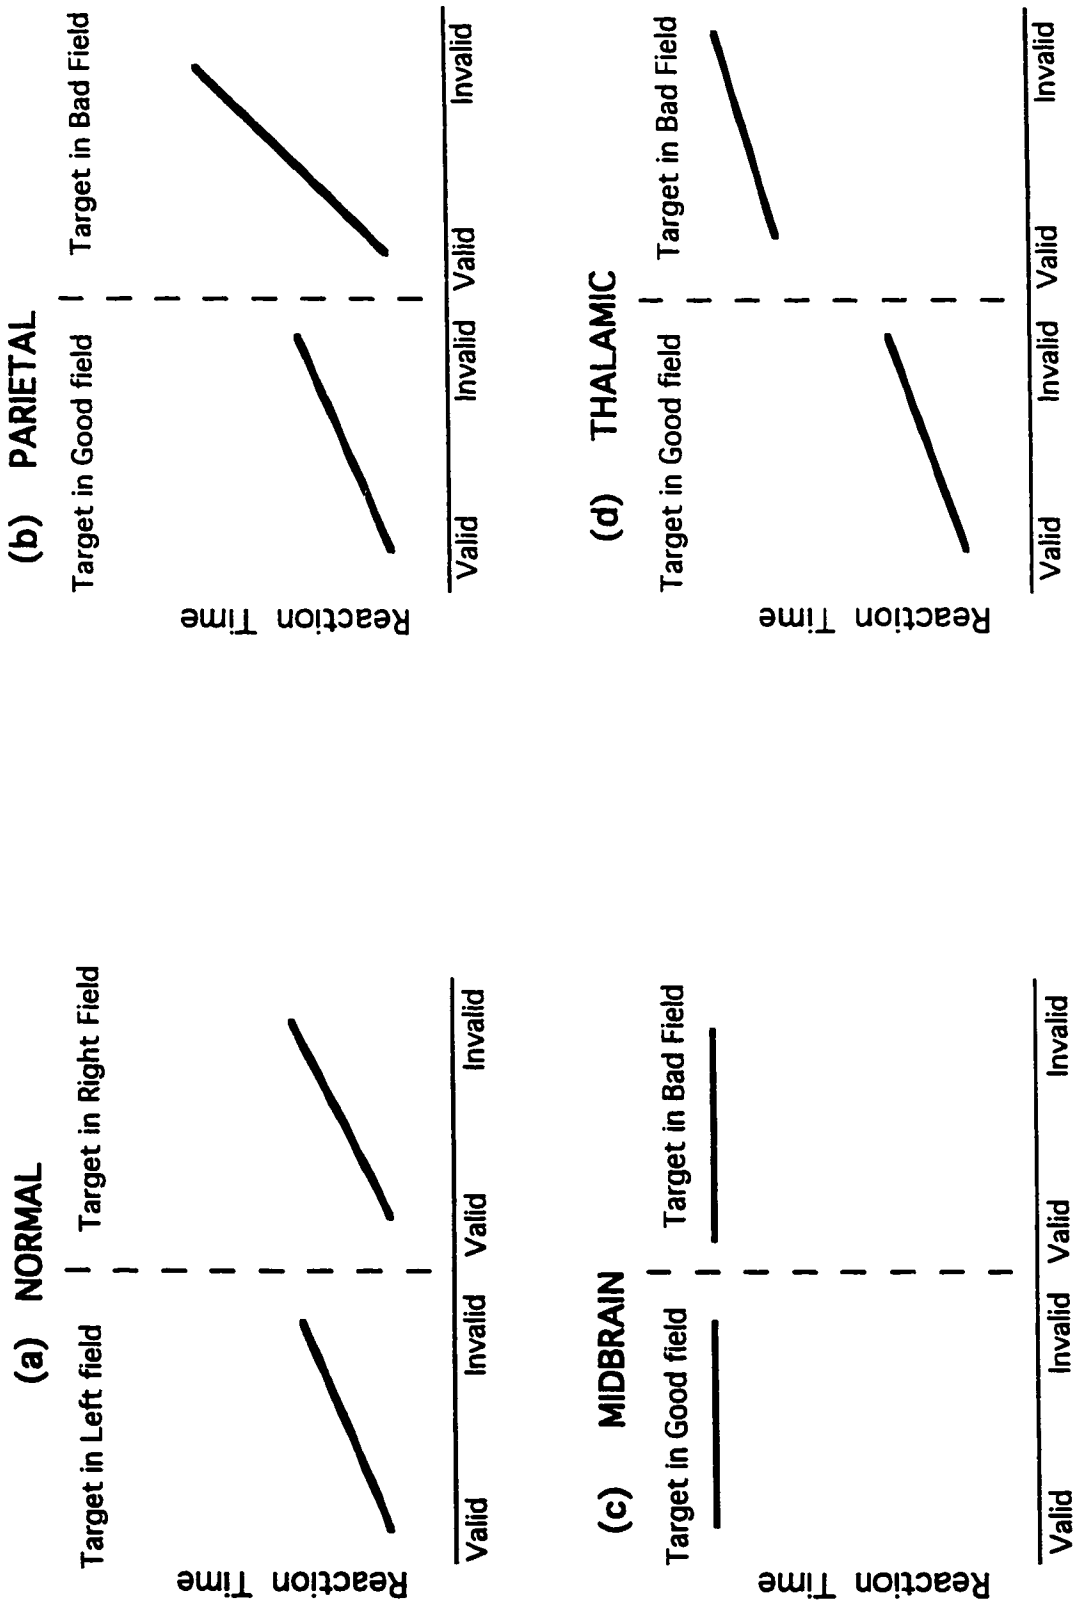 (a) NORMAL
Target in Left field
Target in Right Field
Reaction Time
Valid
Invalid
Valid
Invalid
(b) PARIETAL
Target in Good field
Target in Bad Field
Reaction Time
Valid
Invalid
Valid
Invalid
(c) MIDBRAIN
Target in Good field
Target in Bad Field
Reaction Time
Valid
Invalid
Valid
Invalid
(d) THALAMIC
Target in Good field
Target in Bad Field
Reaction Time
Valid
Invalid
Valid
Invalid